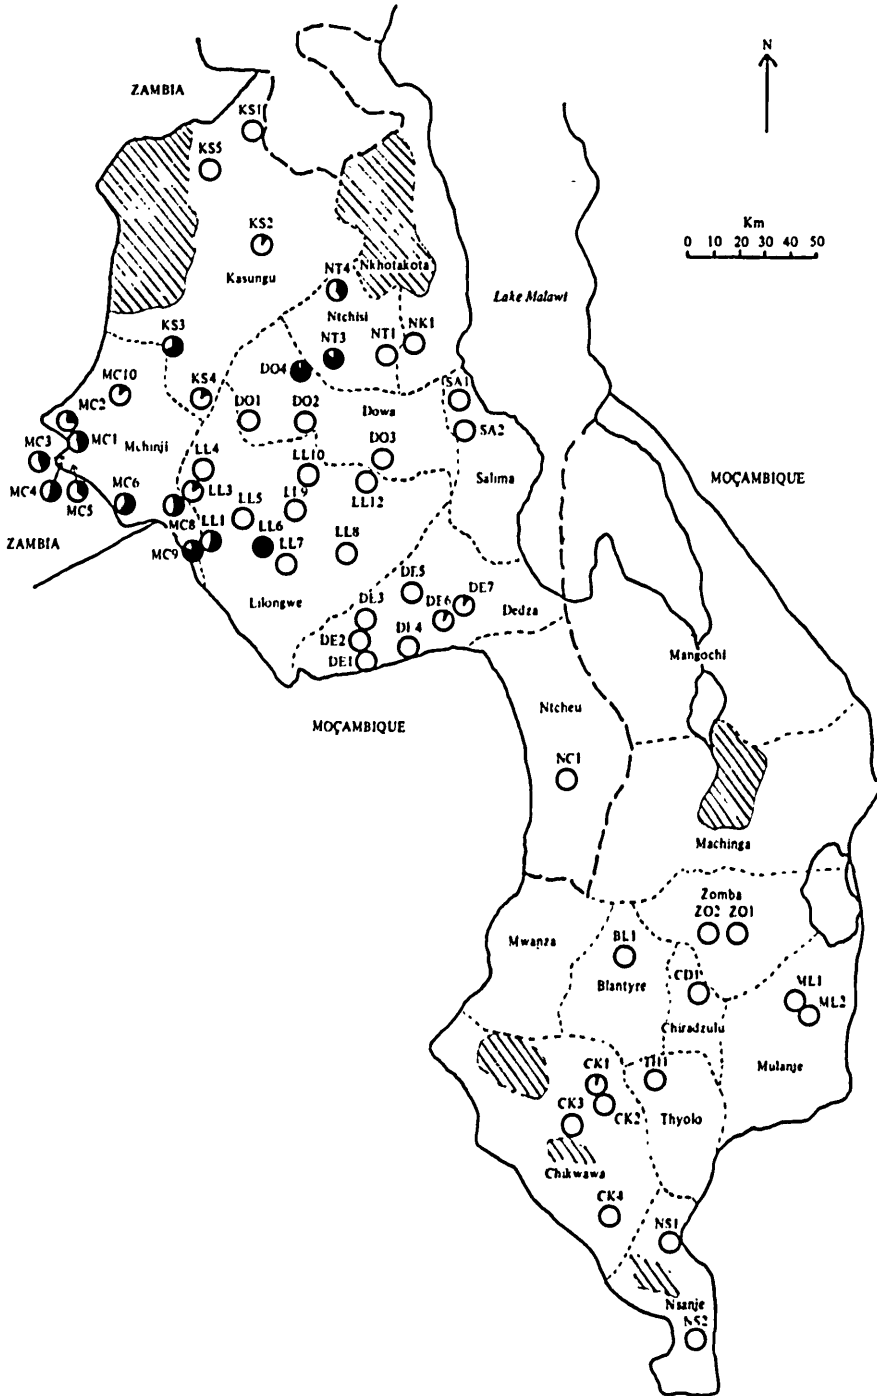 N
ZAMBIA
KS1
KS5
KS2
Km
0 10 20 30 50
Kasungu
NT4
Nkhotakota
Lake Malawi
Ntchisi
KS3
NT3
NT1
NK1
DO4
MC10
KS4
SA1
MC2
DO1
DO2
Dowa
MC1
Mchinji
SA2
MC3
LL4
LL10
DO3
Salima
MOÇAMBIQUE
MC4
MC5
MC6
LL3
LL5
LL9
LL12
MC8
LL1
LL6
LL8
ZAMBIA
MC9
LL7
DE5
DE7
Lilongwe
DE3
DE6
Dedza
DE2
DE4
DE1
Mangochi
MOÇAMBIQUE
Ntcheu
NC1
Machinga
Zomba
ZO2 ZO1
Mwanza
BL1
CD1
Blantyre
ML1
ML2
Chiradzulu
CK1
TH1
Mulanje
CK3
CK2
Thyolo
Chikwawa
CK4
NS1
Nsanje
NS2